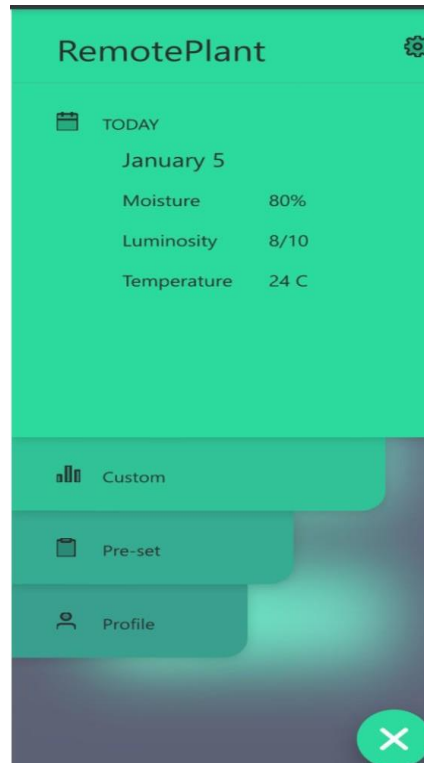 RemotePlant
TODAY
January 5
Moisture 80%
Luminosity 8/10
Temperature 24 C
Custom
Pre-set
Profile